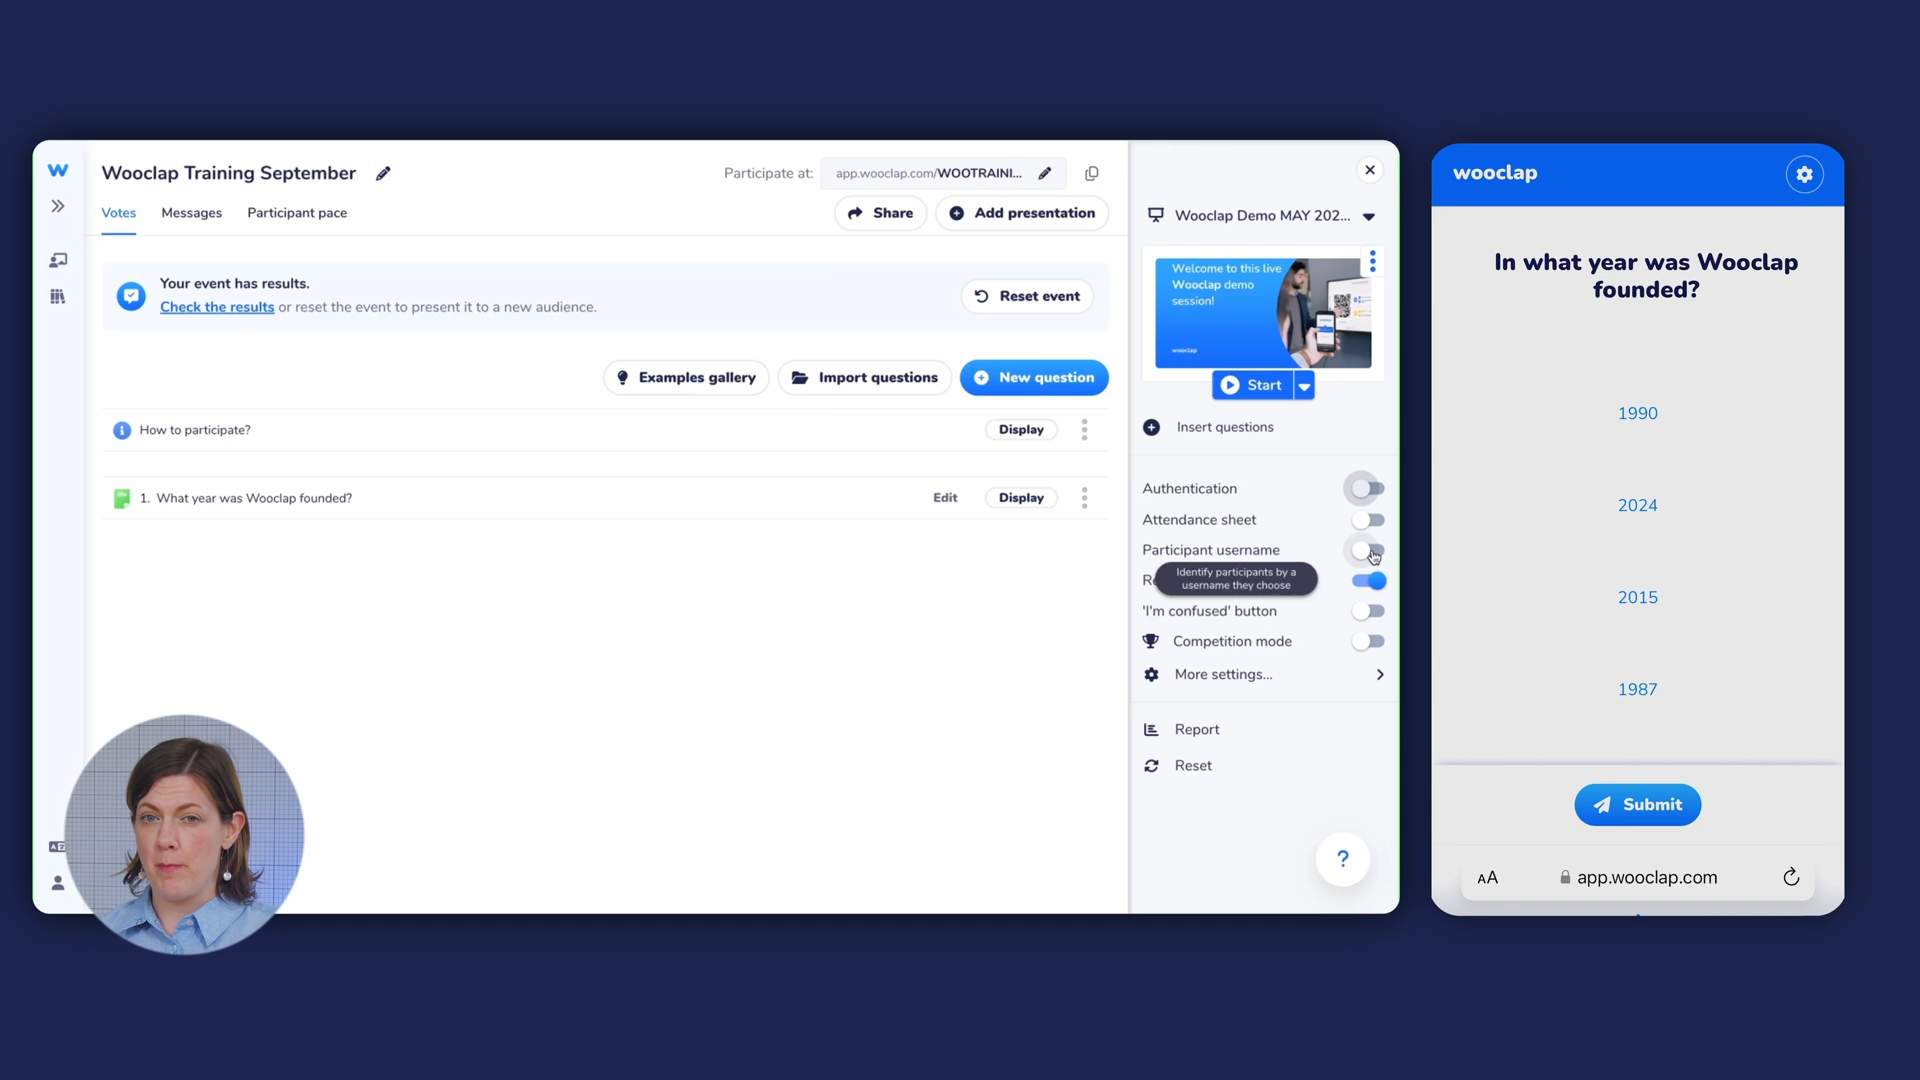 Wooclap Training September
Participate at:
app.wooclap.com/WOOTRAINI...
Votes
Messages
Participant pace
Share
Add presentation
Your event has results.
Check the results or reset the event to present it to a new audience.
Reset event
Examples gallery
Import questions
New question
How to participate?
Display
1. What year was Wooclap founded?
Edit
Display
Wooclap Demo MAY 202...
Welcome to this live
Wooclap demo
session!
wooclap
Start
Insert questions
Authentication
Attendance sheet
Participant username
Identify participants by a
username they choose
'I'm confused' button
Competition mode
More settings...
Report
Reset
?
wooclap
In what year was Wooclap
founded?
1990
2024
2015
1987
Submit
AA
app.wooclap.com